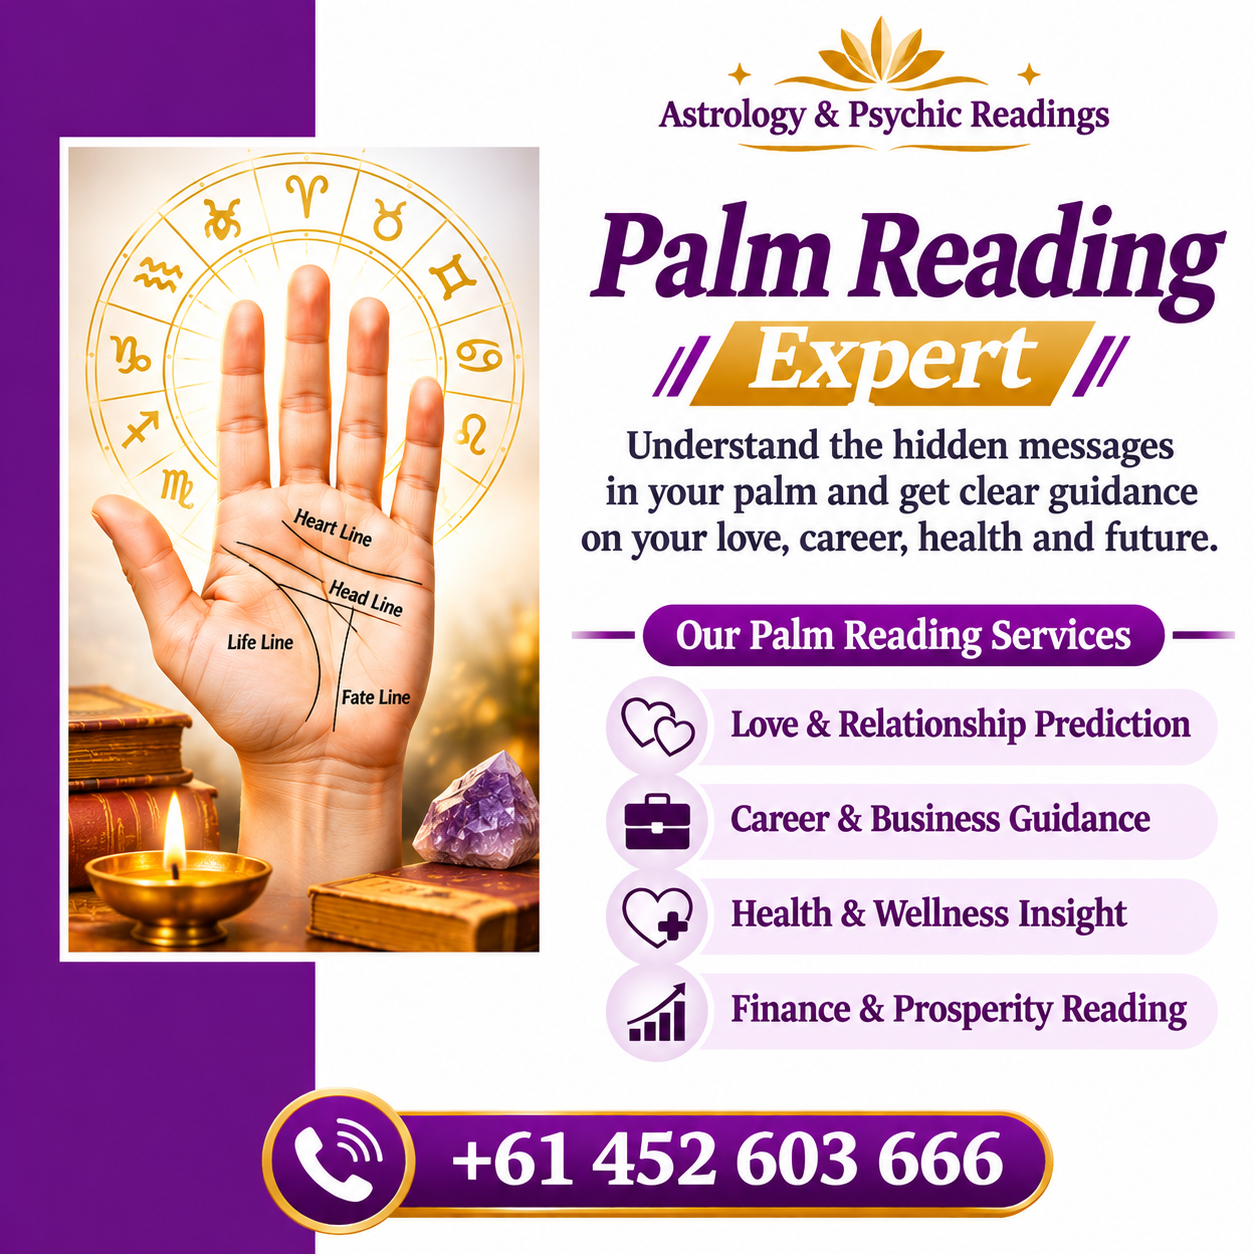 Astrology & Psychic Readings
Palm Reading
Expert
Understand the hidden messages
in your palm and get clear guidance
on your love, career, health and future.
Our Palm Reading Services
Love & Relationship Prediction
Career & Business Guidance
Health & Wellness Insight
Finance & Prosperity Reading
Heart Line
Head Line
Life Line
Fate Line
+61 452 603 666